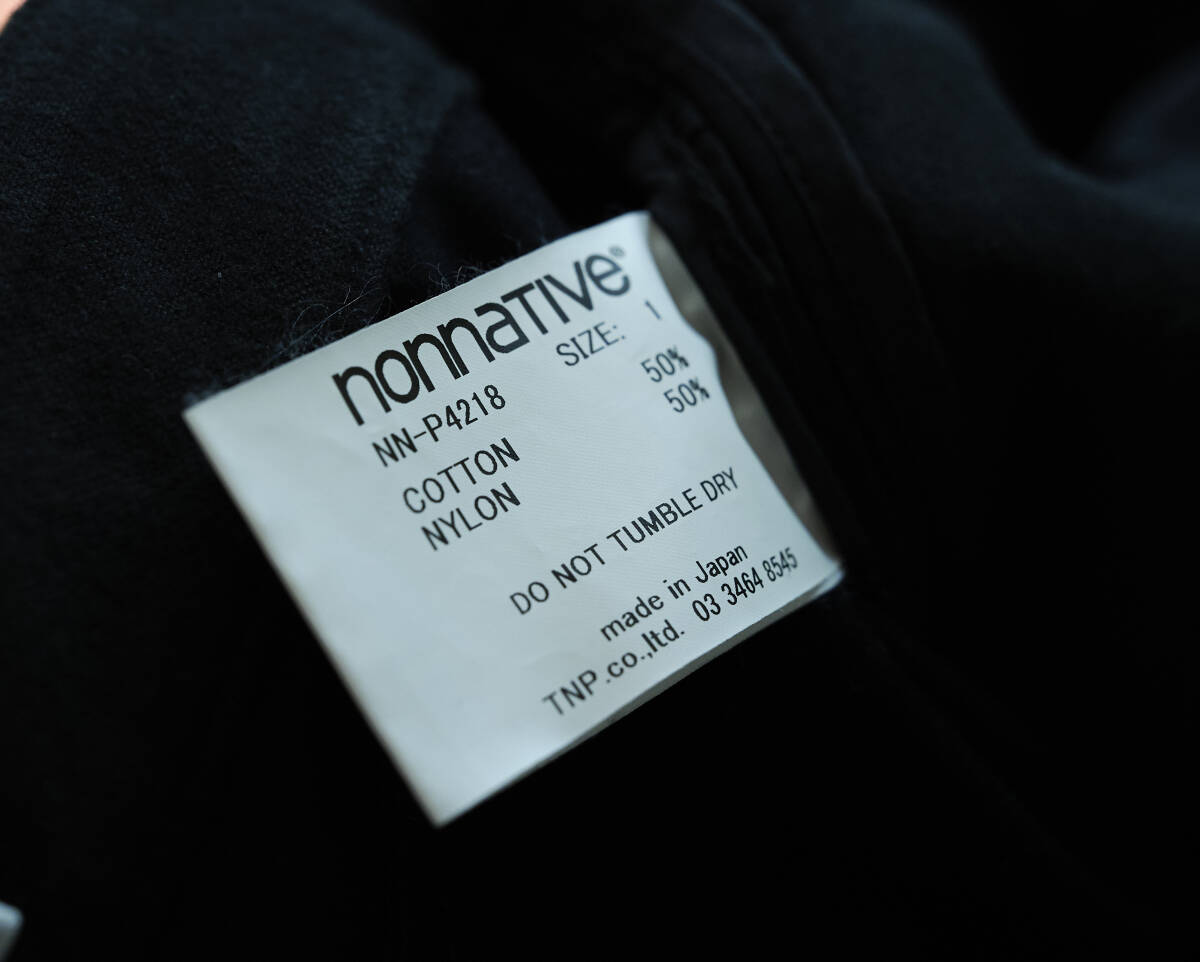 nonnative®
SIZE: 1
NN-P4218
COTTON 50%
NYLON 50%
DO NOT TUMBLE DRY
made in Japan
TNP.co.,ltd. 03 3464 8545